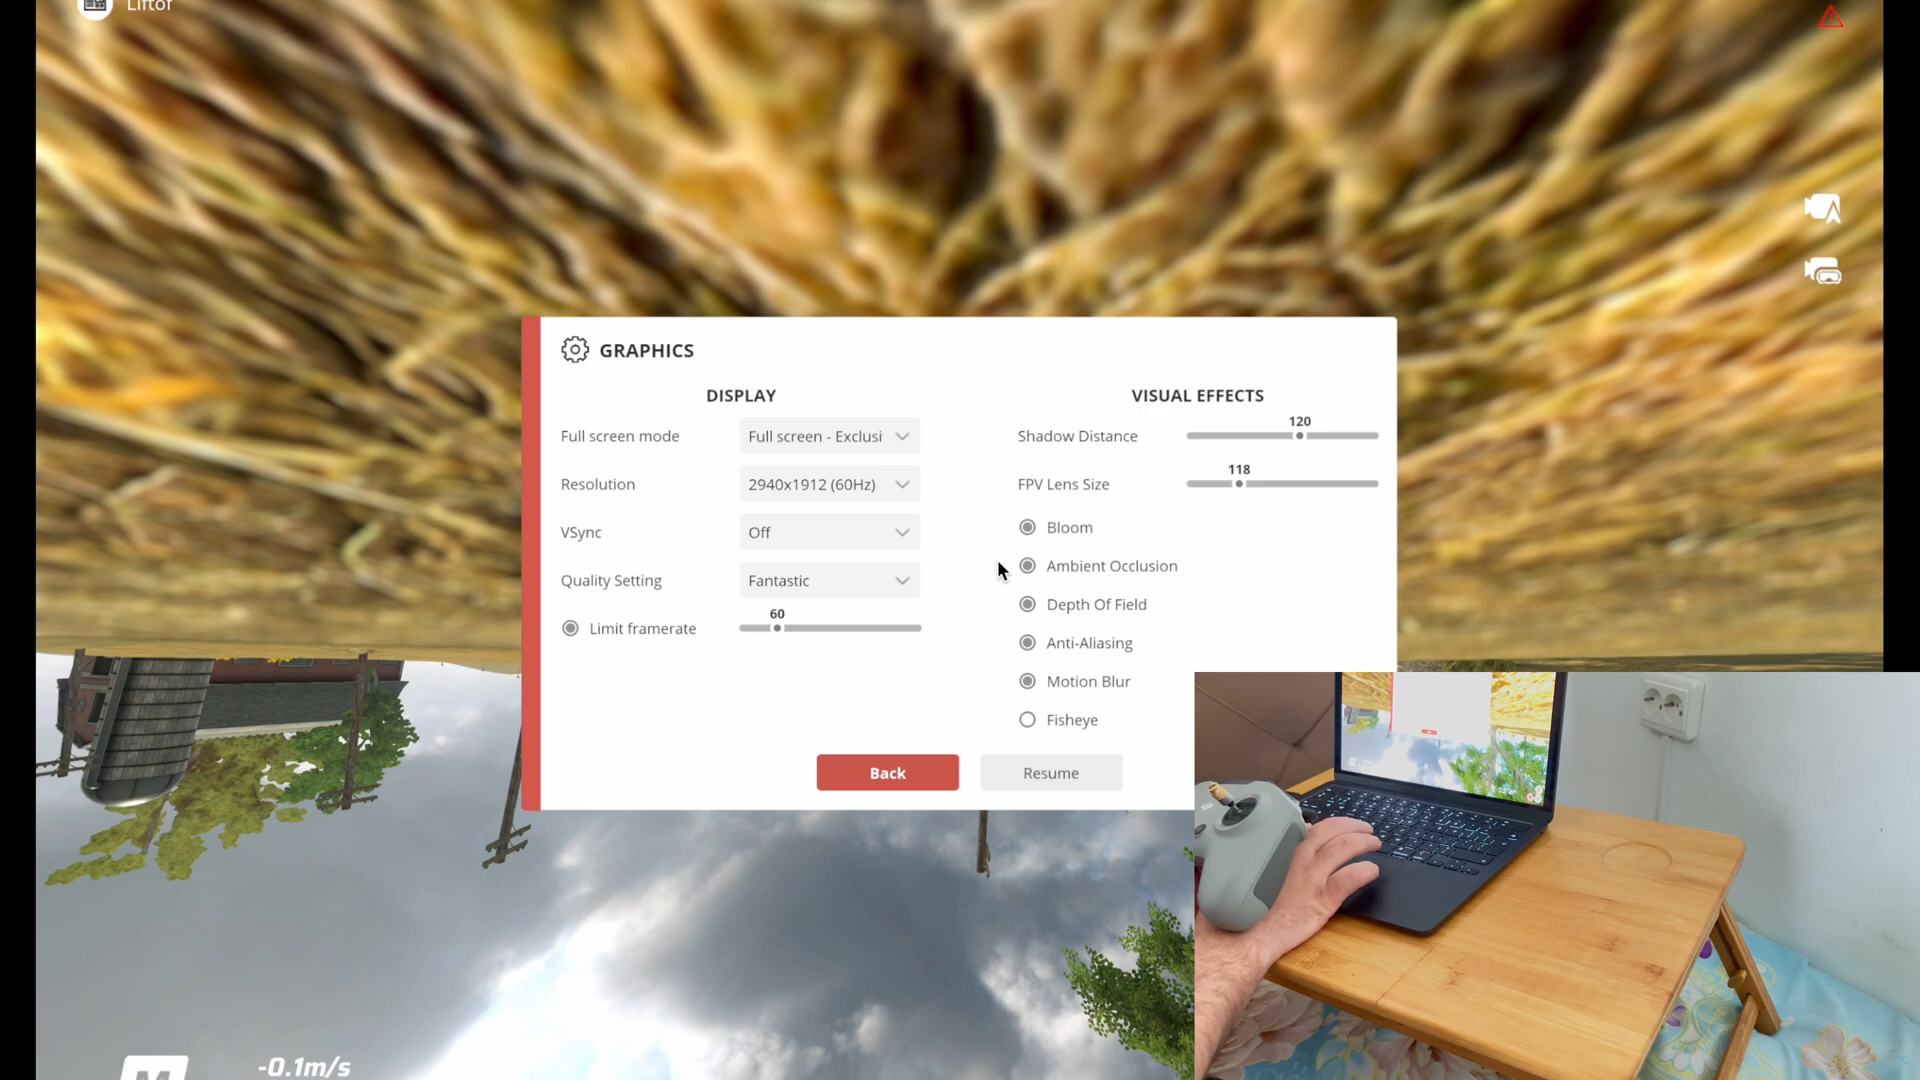 Liftof
GRAPHICS
DISPLAY
Full screen mode
Full screen - Exclusi
Resolution
2940x1912 (60Hz)
VSync
Off
Quality Setting
Fantastic
Limit framerate
60
VISUAL EFFECTS
Shadow Distance
120
FPV Lens Size
118
Bloom
Ambient Occlusion
Depth Of Field
Anti-Aliasing
Motion Blur
Fisheye
Back
Resume
-0.1m/s